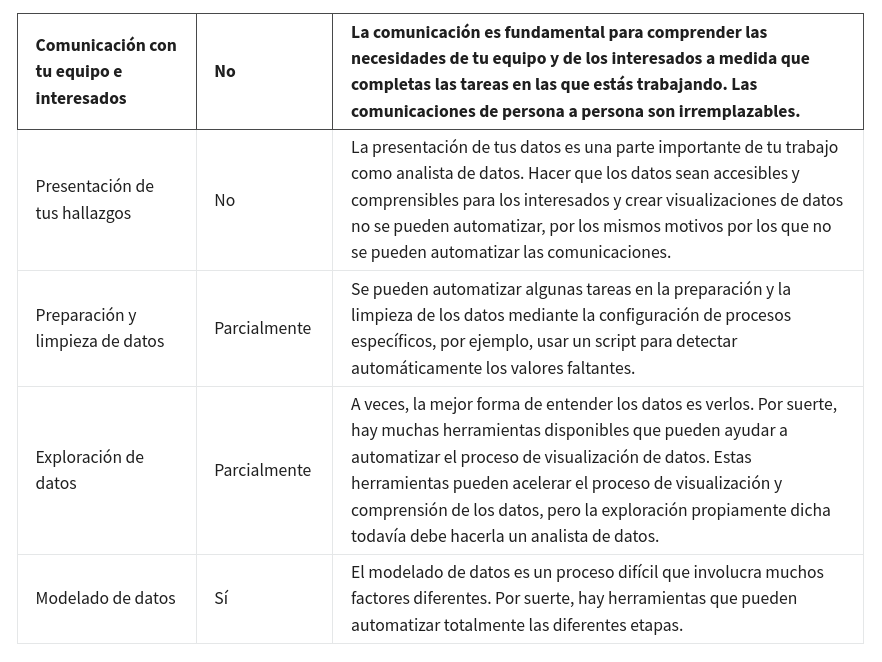 Comunicación con
tu equipo e
interesados
No
La comunicación es fundamental para comprender las
necesidades de tu equipo y de los interesados a medida que
completas las tareas en las que estás trabajando. Las
comunicaciones de persona a persona son irremplazables.
Presentación de
tus hallazgos
No
La presentación de tus datos es una parte importante de tu trabajo
como analista de datos. Hacer que los datos sean accesibles y
comprensibles para los interesados y crear visualizaciones de datos
no se pueden automatizar, por los mismos motivos por los que no
se pueden automatizar las comunicaciones.
Preparación y
limpieza de datos
Parcialmente
Se pueden automatizar algunas tareas en la preparación y la
limpieza de los datos mediante la configuración de procesos
específicos, por ejemplo, usar un script para detectar
automáticamente los valores faltantes.
Exploración de
datos
Parcialmente
A veces, la mejor forma de entender los datos es verlos. Por suerte,
hay muchas herramientas disponibles que pueden ayudar a
automatizar el proceso de visualización de datos. Estas
herramientas pueden acelerar el proceso de visualización y
comprensión de los datos, pero la exploración propiamente dicha
todavía debe hacerla un analista de datos.
Modelado de datos
Sí
El modelado de datos es un proceso difícil que involucra muchos
factores diferentes. Por suerte, hay herramientas que pueden
automatizar totalmente las diferentes etapas.